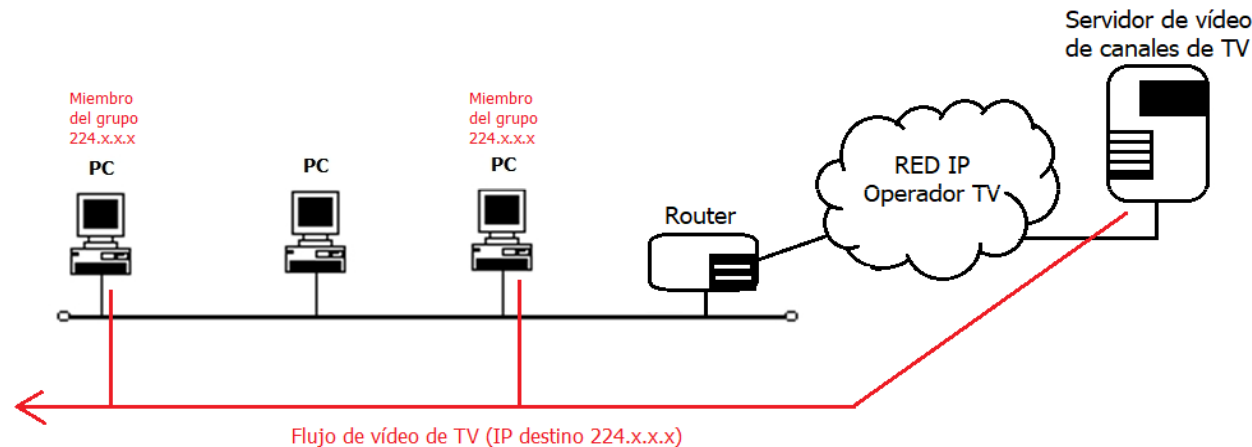 Servidor de vídeo
de canales de TV
Miembro
del grupo
224.x.x.x
PC
PC
Miembro
del grupo
224.x.x.x
PC
Router
RED IP
Operador TV
Flujo de vídeo de TV (IP destino 224.x.x.x)